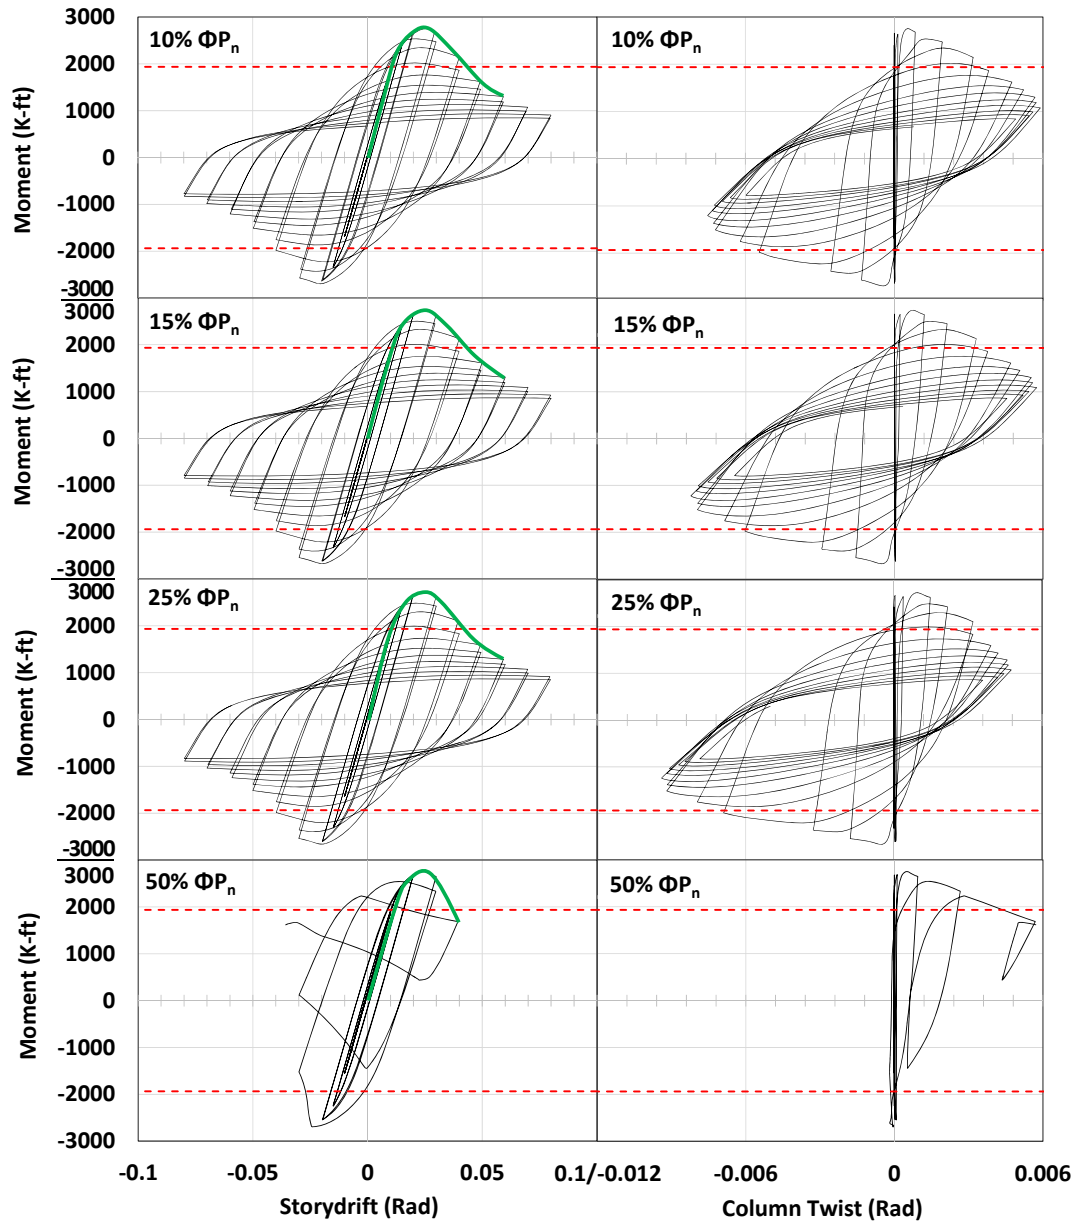 3000
2000
1000
0
-1000
-2000
-3000
Moment (K-ft)
10% ΦPn
10% ΦPn
3000
2000
1000
0
-1000
-2000
-3000
Moment (K-ft)
15% ΦPn
15% ΦPn
3000
2000
1000
0
-1000
-2000
-3000
Moment (K-ft)
25% ΦPn
25% ΦPn
3000
2000
1000
0
-1000
-2000
-3000
Moment (K-ft)
50% ΦPn
50% ΦPn
-0.1 -0.05 0 0.05 0.1/-0.012 -0.006 0 0.006
Storydrift (Rad) Column Twist (Rad)